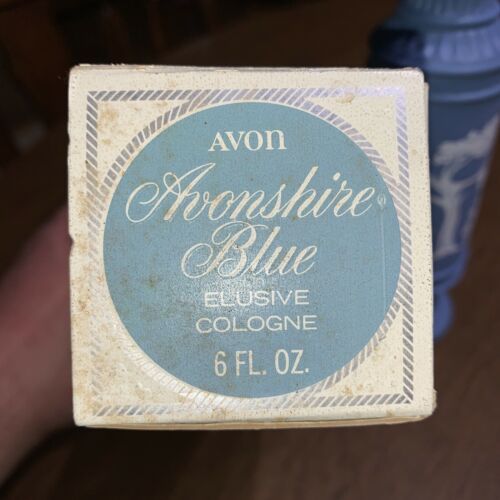 AVON
Avonshire
Blue
ELUSIVE
COLOGNE
6 FL. OZ.